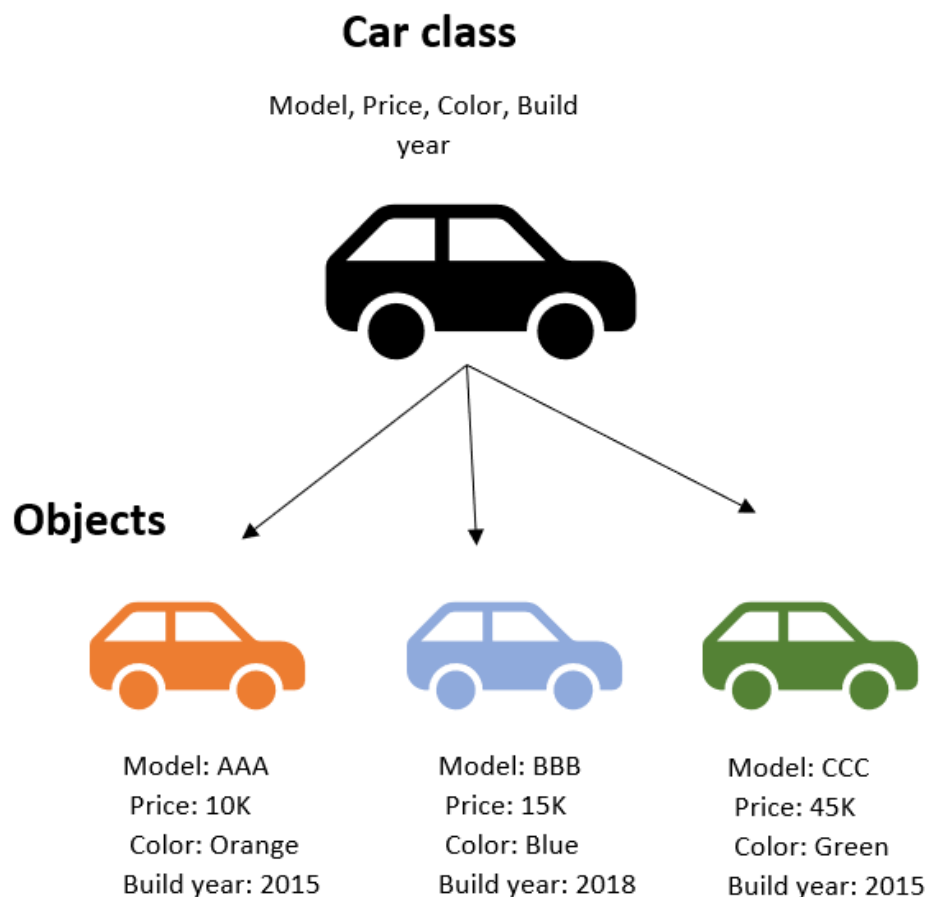 Car class
Model, Price, Color, Build
year
Objects
Model: AAA
Price: 10K
Color: Orange
Build year: 2015
Model: BBB
Price: 15K
Color: Blue
Build year: 2018
Model: CCC
Price: 45K
Color: Green
Build year: 2015